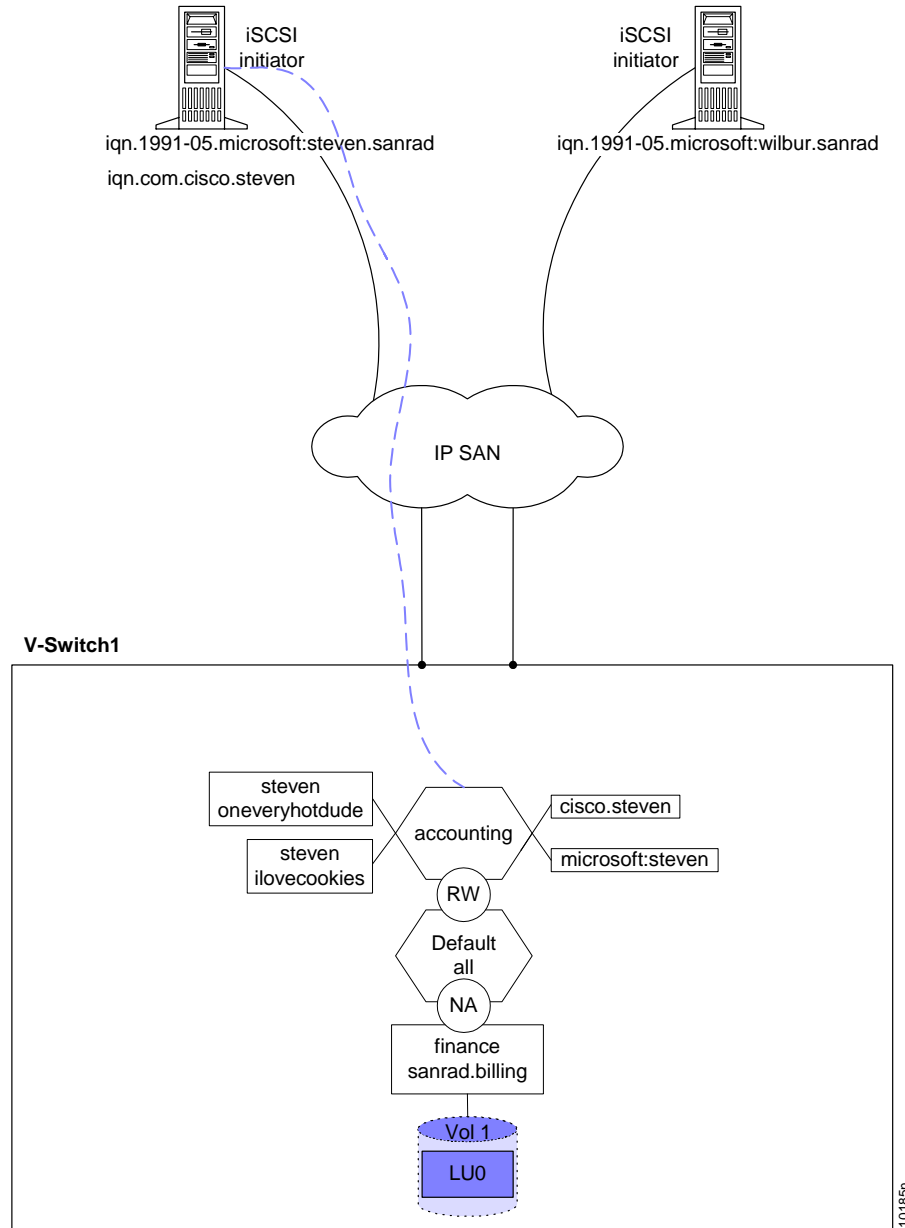 iSCSI
initiator
iSCSI
initiator
iqn.1991-05.microsoft:steven.sanrad
iqn.1991-05.microsoft:wilbur.sanrad
iqn.com.cisco.steven
IP SAN
V-Switch1
steven
oneveryhotdude
cisco.steven
accounting
steven
ilovecookies
microsoft:steven
RW
Default
all
NA
finance
sanrad.billing
Vol 1
LU0
10185n